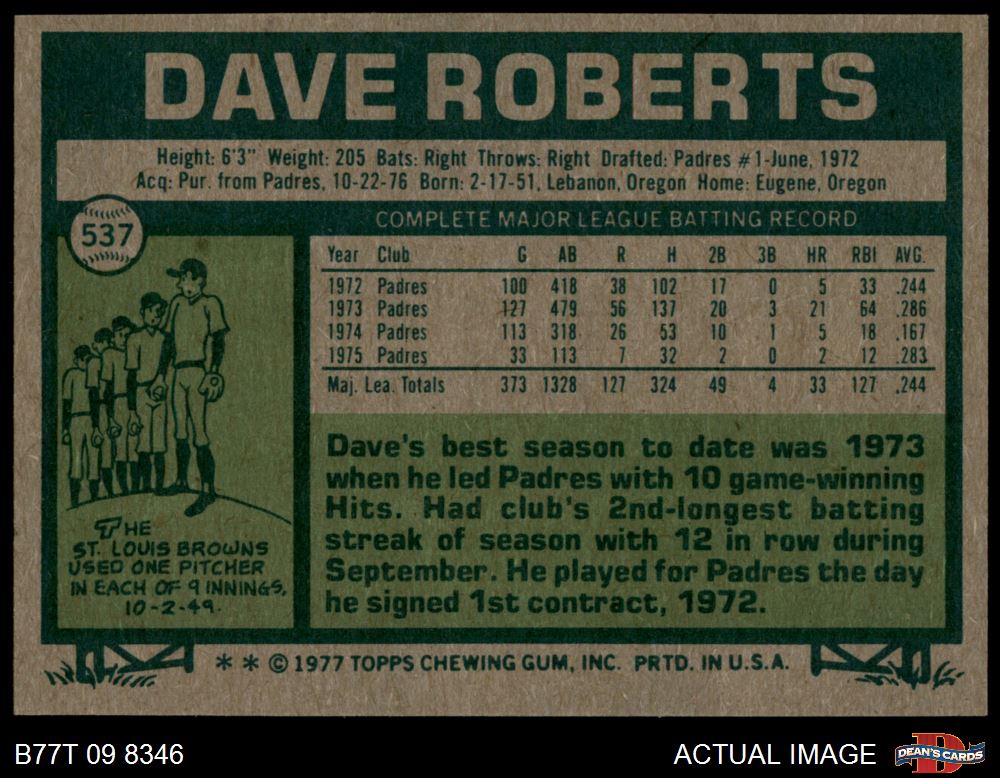 DAVE ROBERTS
Height: 6'3" Weight: 205 Bats: Right Throws: Right Drafted: Padres #1-June, 1972
Acq: Pur. from Padres, 10-22-76 Born: 2-17-51, Lebanon, Oregon Home: Eugene, Oregon
537
COMPLETE MAJOR LEAGUE BATTING RECORD
Year Club G AB R H 2B 3B HR RBI AVG.
1972 Padres 100 418 38 102 17 0 5 33 .244
1973 Padres 127 479 56 137 20 3 21 64 .286
1974 Padres 113 318 26 53 10 1 5 18 .167
1975 Padres 33 113 7 32 2 0 2 12 .283
Maj. Lea. Totals 373 1328 127 324 49 4 33 127 .244
THE
ST. LOUIS BROWNS
USED ONE PITCHER
IN EACH OF 9 INNINGS,
10-2-49.
Dave's best season to date was 1973
when he led Padres with 10 game-winning
Hits. Had club's 2nd-longest batting
streak of season with 12 in row during
September. He played for Padres the day
he signed 1st contract, 1972.
* * © 1977 TOPPS CHEWING GUM, INC. PRTD. IN U.S.A.
B77T 09 8346
ACTUAL IMAGE
D
DEAN'S CARDS